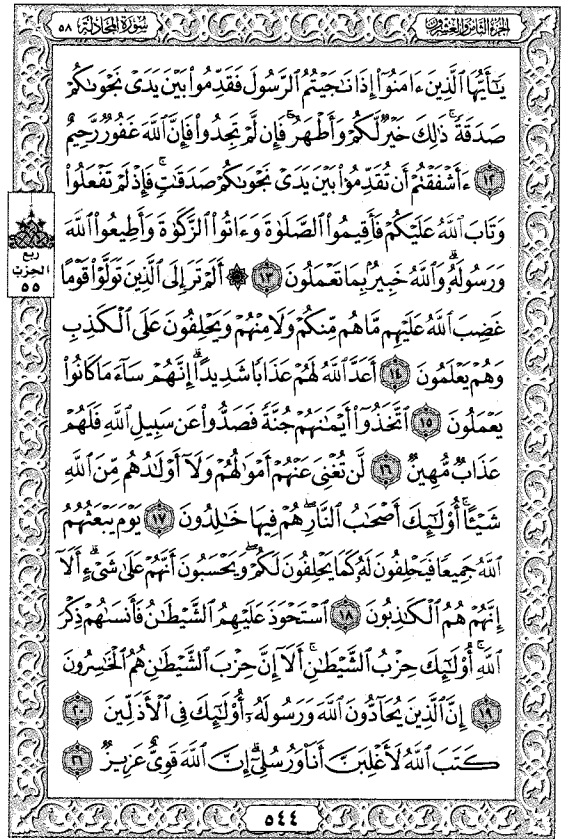 الجزء الثامن والعشرون
سورة المجادلة ٥٨
يَٰٓأَيُّهَا ٱلَّذِينَ ءَامَنُوٓا۟ إِذَا نَٰجَيْتُمُ ٱلرَّسُولَ فَقَدِّمُوا۟ بَيْنَ يَدَىْ نَجْوَىٰكُمْ
صَدَقَةً ۚ ذَٰلِكَ خَيْرٌ لَّكُمْ وَأَطْهَرُ ۚ فَإِن لَّمْ تَجِدُوا۟ فَإِنَّ ٱللَّهَ غَفُورٌ رَّحِيمٌ
١٢ ءَأَشْفَقْتُمْ أَن تُقَدِّمُوا۟ بَيْنَ يَدَىْ نَجْوَىٰكُمْ صَدَقَٰتٍ ۚ فَإِذْ لَمْ تَفْعَلُوا۟
وَتَابَ ٱللَّهُ عَلَيْكُمْ فَأَقِيمُوا۟ ٱلصَّلَوٰةَ وَءَاتُوا۟ ٱلزَّكَوٰةَ وَأَطِيعُوا۟ ٱللَّهَ
وَرَسُولَهُۥ ۚ وَٱللَّهُ خَبِيرٌۢ بِمَا تَعْمَلُونَ ١٣ ۞ أَلَمْ تَرَ إِلَى ٱلَّذِينَ تَوَلَّوْا۟ قَوْمًا
غَضِبَ ٱللَّهُ عَلَيْهِم مَّا هُم مِّنكُمْ وَلَا مِنْهُمْ وَيَحْلِفُونَ عَلَى ٱلْكَذِبِ
وَهُمْ يَعْلَمُونَ ١٤ أَعَدَّ ٱللَّهُ لَهُمْ عَذَابًا شَدِيدًا ۖ إِنَّهُمْ سَآءَ مَا كَانُوا۟
يَعْمَلُونَ ١٥ ٱتَّخَذُوٓا۟ أَيْمَٰنَهُمْ جُنَّةً فَصَدُّوا۟ عَن سَبِيلِ ٱللَّهِ فَلَهُمْ
عَذَابٌ مُّهِينٌ ١٦ لَّن تُغْنِىَ عَنْهُمْ أَمْوَٰلُهُمْ وَلَآ أَوْلَٰدُهُم مِّنَ ٱللَّهِ
شَيْـًٔا ۚ أُو۟لَٰٓئِكَ أَصْحَٰبُ ٱلنَّارِ ۖ هُمْ فِيهَا خَٰلِدُونَ ١٧ يَوْمَ يَبْعَثُهُمُ
ٱللَّهُ جَمِيعًا فَيَحْلِفُونَ لَهُۥ كَمَا يَحْلِفُونَ لَكُمْ ۖ وَيَحْسَبُونَ أَنَّهُمْ عَلَىٰ شَىْءٍ ۚ أَلَآ
إِنَّهُمْ هُمُ ٱلْكَٰذِبُونَ ١٨ ٱسْتَحْوَذَ عَلَيْهِمُ ٱلشَّيْطَٰنُ فَأَنسَىٰهُمْ ذِكْرَ
ٱللَّهِ ۚ أُو۟لَٰٓئِكَ حِزْبُ ٱلشَّيْطَٰنِ ۚ أَلَآ إِنَّ حِزْبَ ٱلشَّيْطَٰنِ هُمُ ٱلْخَٰسِرُونَ
١٩ إِنَّ ٱلَّذِينَ يُحَآدُّونَ ٱللَّهَ وَرَسُولَهُۥٓ أُو۟لَٰٓئِكَ فِى ٱلْأَذَلِّينَ ٢٠
كَتَبَ ٱللَّهُ لَأَغْلِبَنَّ أَنَا۠ وَرُسُلِىٓ ۚ إِنَّ ٱللَّهَ قَوِىٌّ عَزِيزٌ ٢١
ربع
الحزب
٥٥
٥٤٤